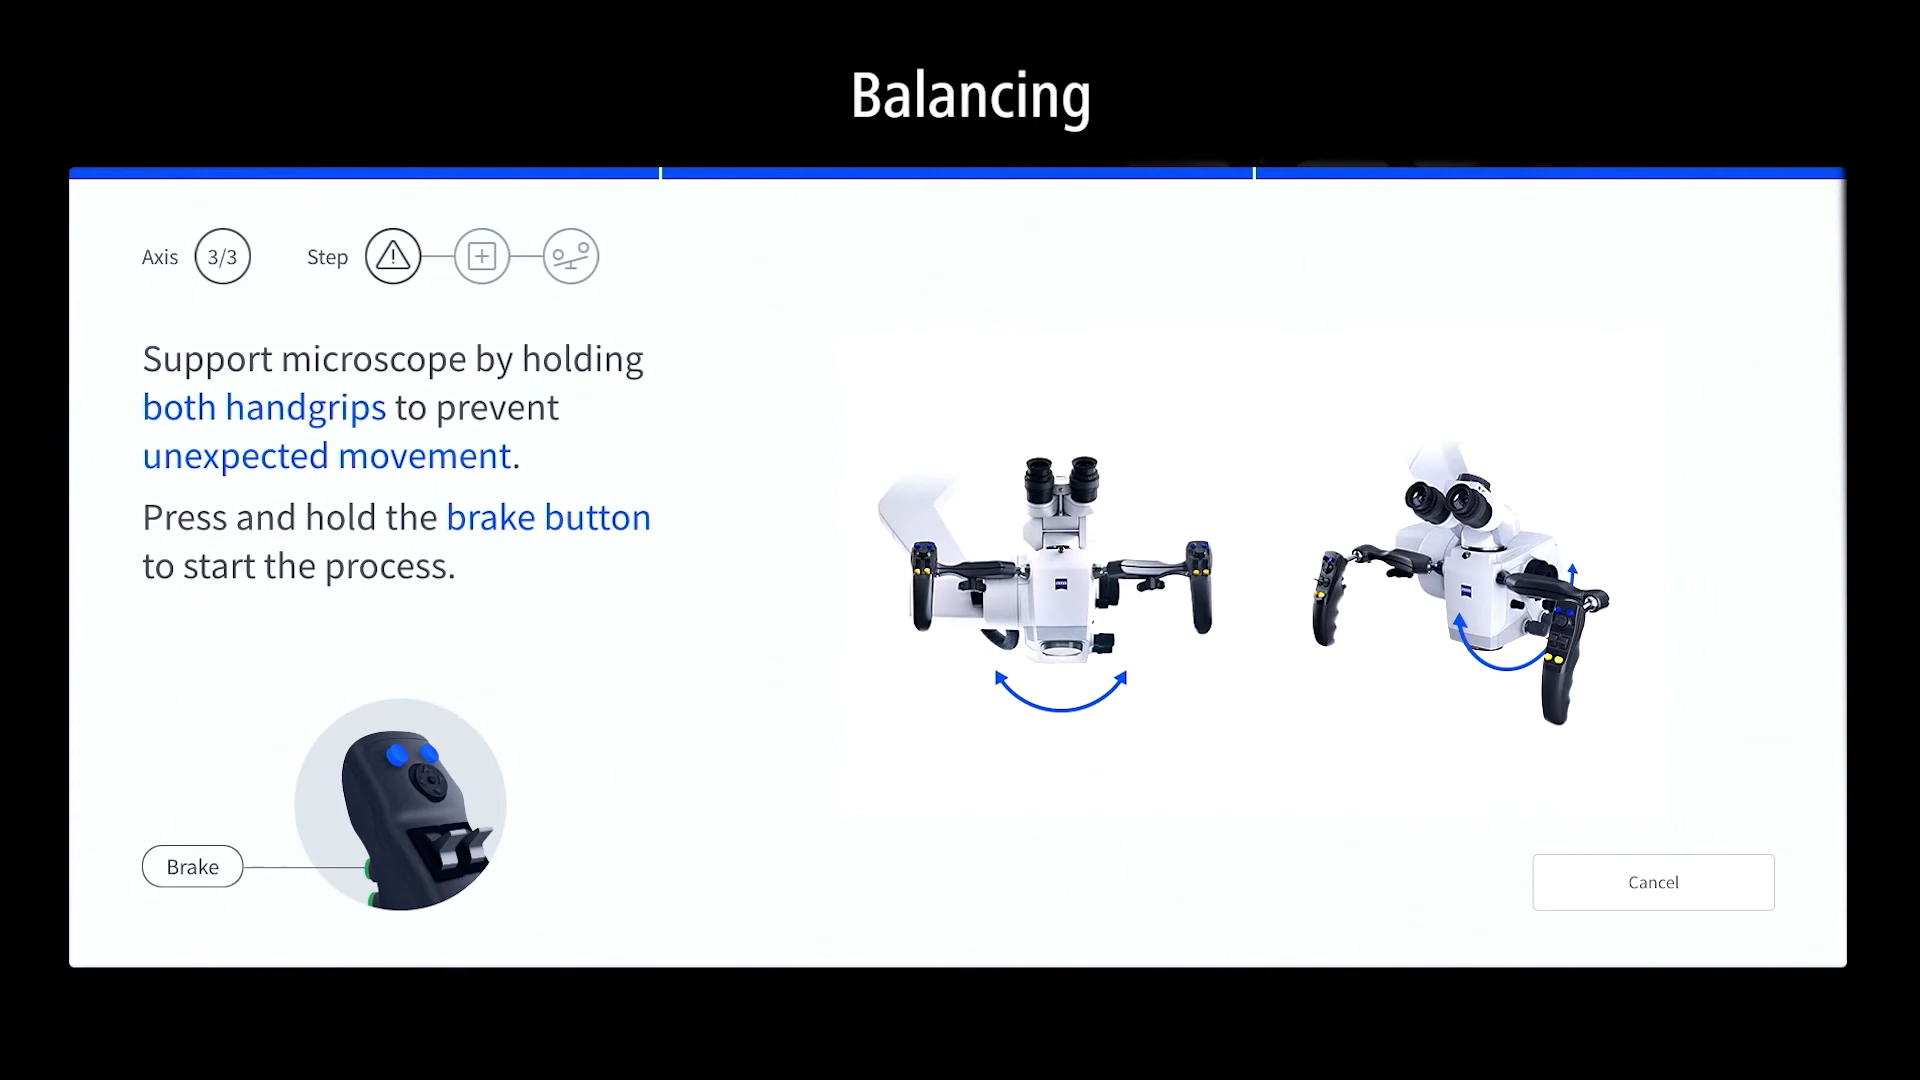 Balancing
Axis 3/3 Step
Support microscope by holding
both handgrips to prevent
unexpected movement.
Press and hold the brake button
to start the process.
Brake
Cancel